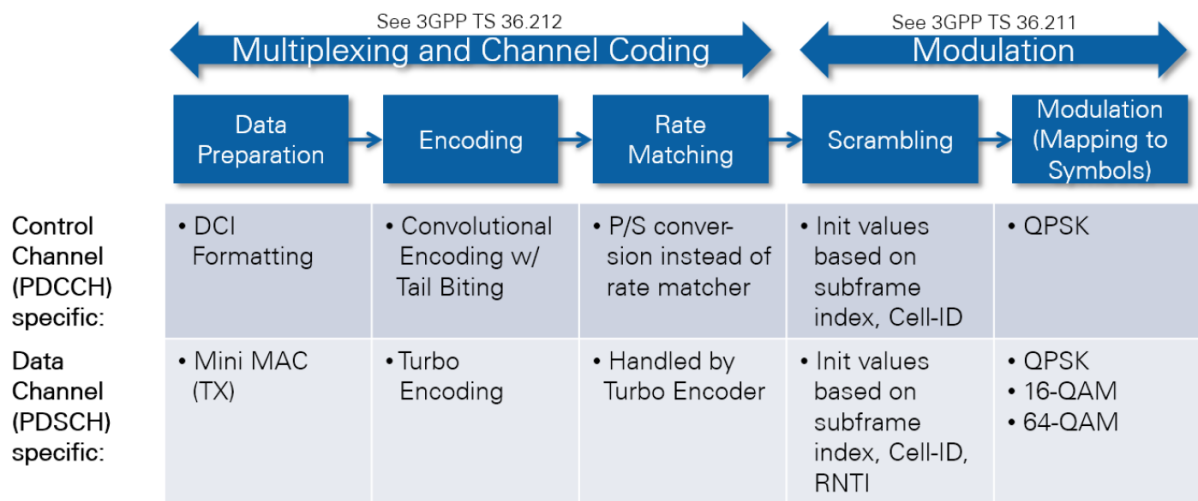 See 3GPP TS 36.212
See 3GPP TS 36.211
Multiplexing and Channel Coding
Modulation
Data
Preparation
Encoding
Rate
Matching
Scrambling
Modulation
(Mapping to
Symbols)
Control
Channel
(PDCCH)
specific:
• DCI
Formatting
• Convolutional
Encoding w/
Tail Biting
• P/S conver-
sion instead of
rate matcher
• Init values
based on
subframe
index, Cell-ID
• QPSK
Data
Channel
(PDSCH)
specific:
• Mini MAC
(TX)
• Turbo
Encoding
• Handled by
Turbo Encoder
• Init values
based on
subframe
index, Cell-ID,
RNTI
• QPSK
• 16-QAM
• 64-QAM